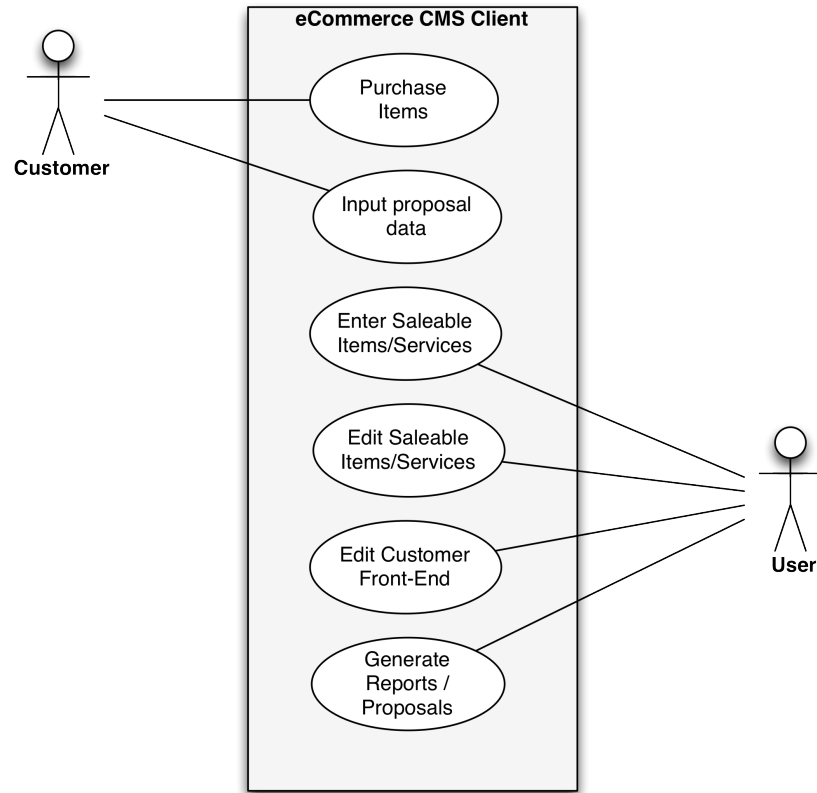 eCommerce CMS Client
Purchase
Items
Customer
Input proposal
data
Enter Saleable
Items/Services
Edit Saleable
Items/Services
Edit Customer
Front-End
User
Generate
Reports /
Proposals